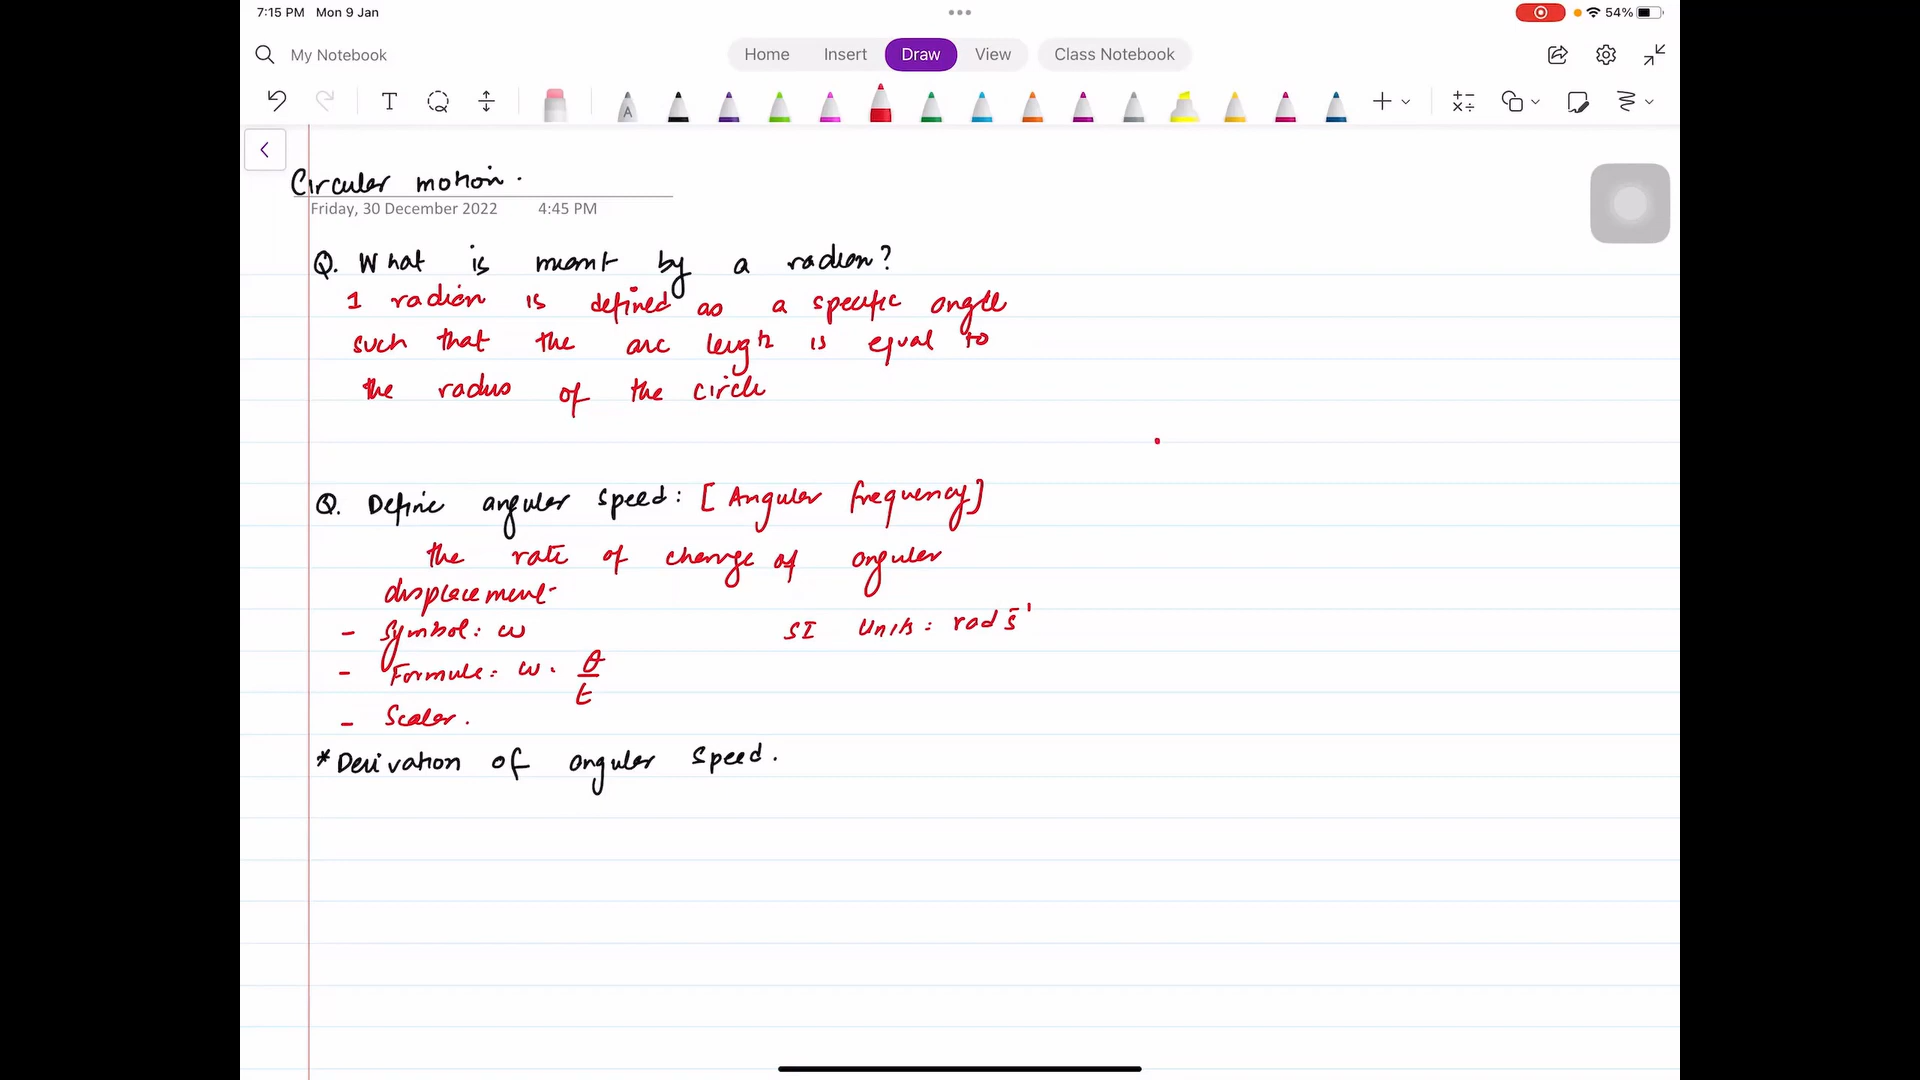 7:15 PM Mon 9 Jan
54%
My Notebook
Home Insert Draw View Class Notebook
T A
Circular motion.
Friday, 30 December 2022 4:45 PM
Q. What is meant by a radian?
1 radian is defined as a specific angle
such that the arc length is equal to
the radius of the circle
Q. Define angular speed: [Angular frequency]
the rate of change of angular
displacement
- Symbol: ω SI Units: rad s⁻¹
- Formula: ω = θ/t
- Scalar.
*Derivation of angular speed.